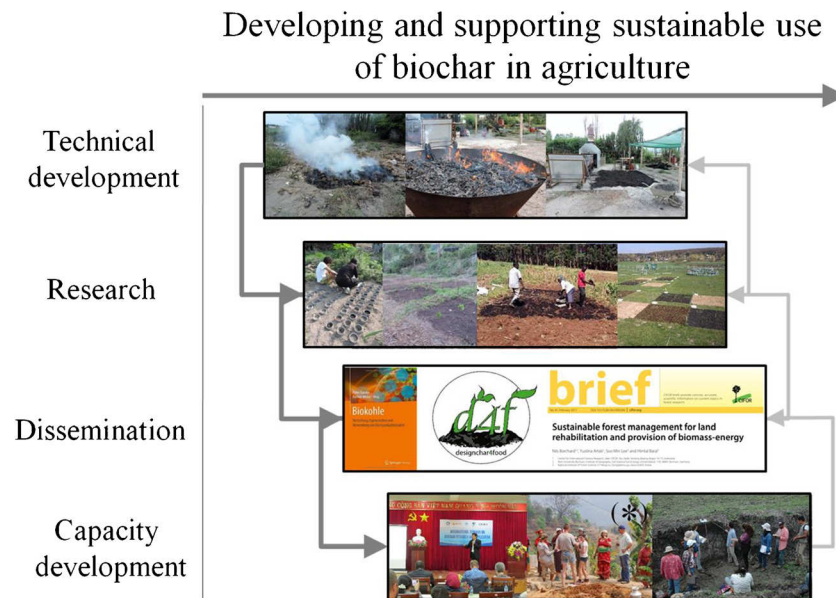 Developing and supporting sustainable use
of biochar in agriculture
Technical
development
Research
Dissemination
Biokohle
d4f
designchar4food
brief
CIFOR
Sustainable forest management for land
rehabilitation and provision of biomass-energy
Capacity
development
(*)